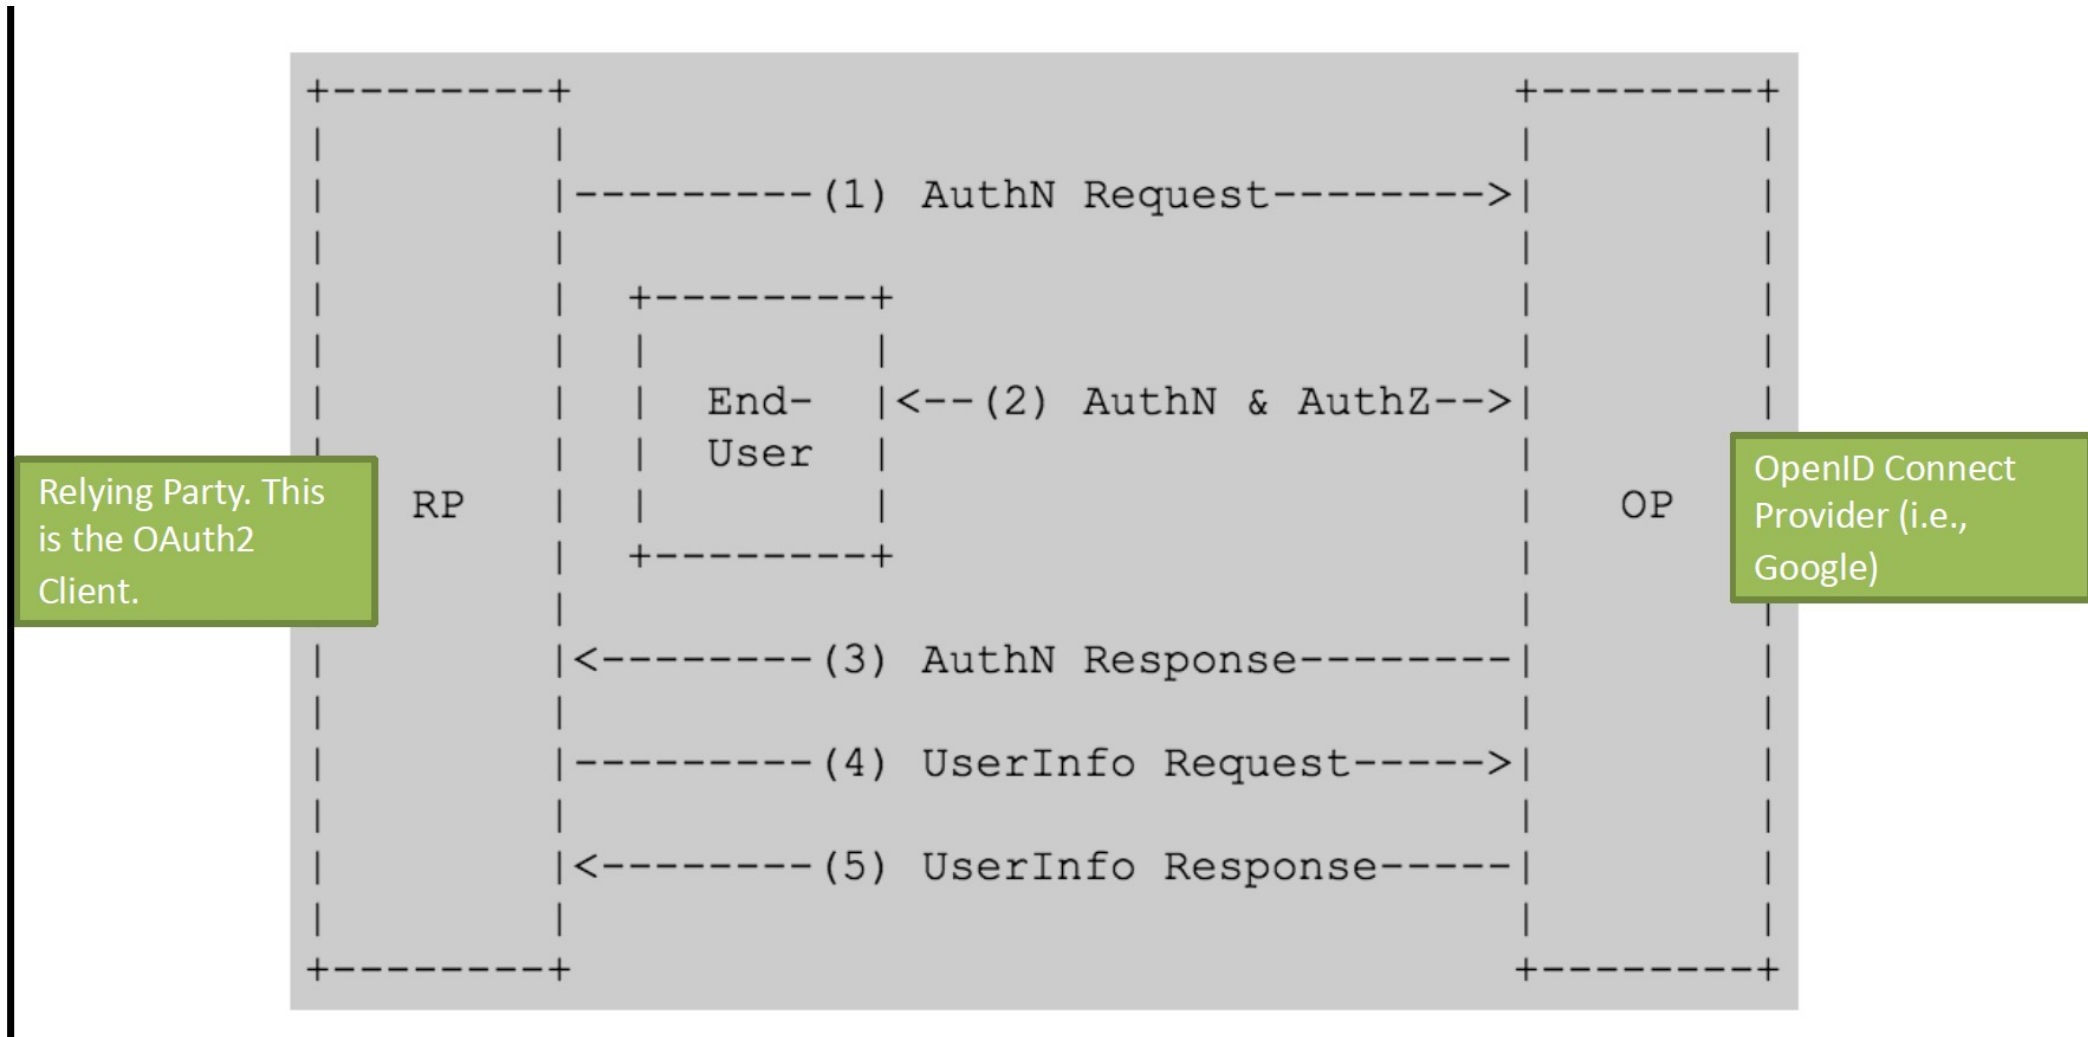 (1) AuthN Request
End-
User
(2) AuthN & AuthZ
Relying Party. This
is the OAuth2
Client.
RP
OP
OpenID Connect
Provider (i.e.,
Google)
(3) AuthN Response
(4) UserInfo Request
(5) UserInfo Response